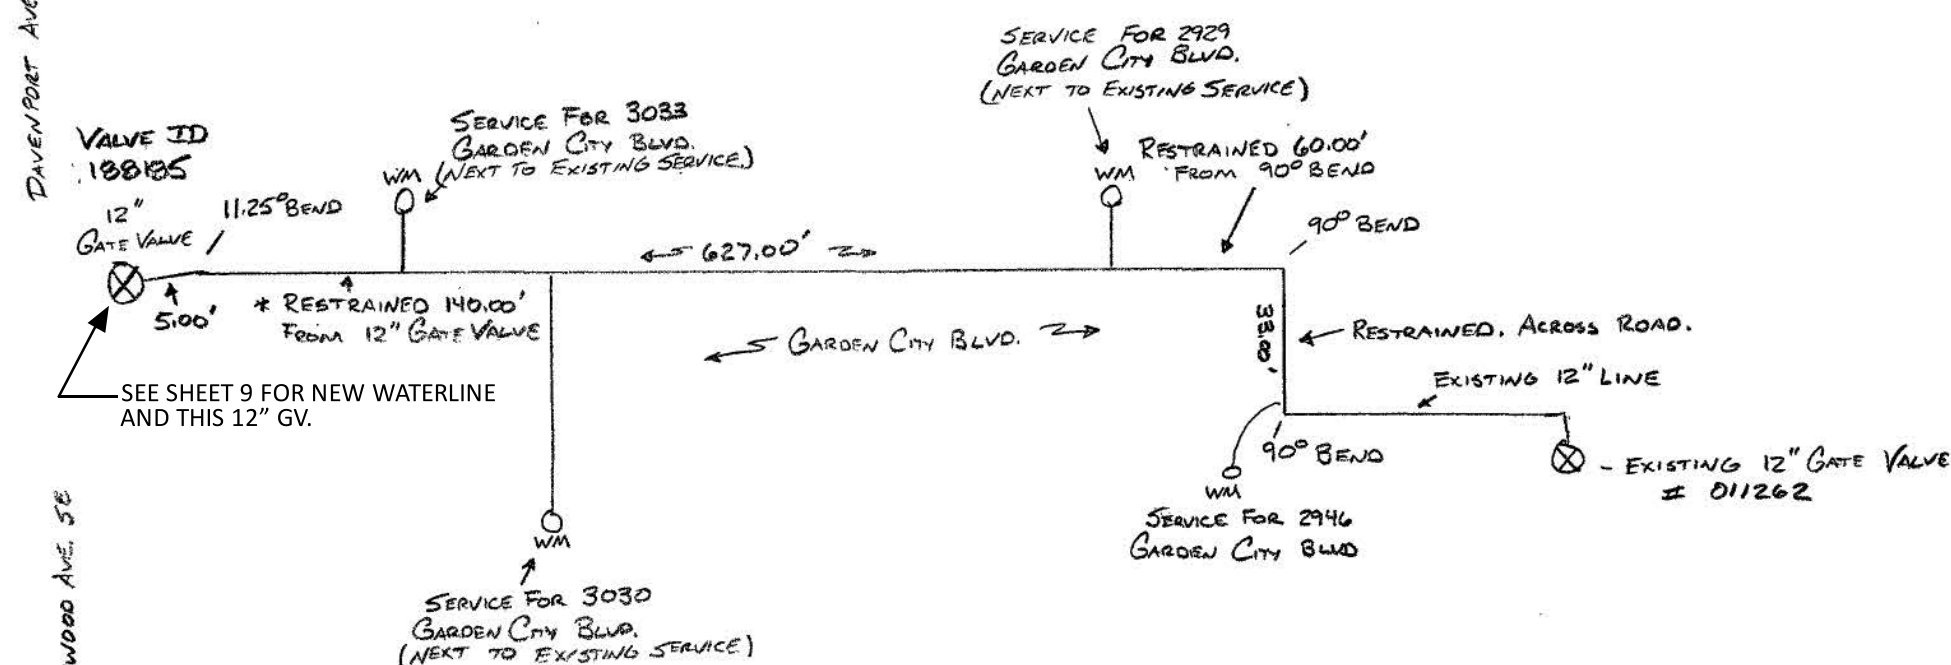 DAVENPORT AVE
SERVICE FOR 2929
GARDEN CITY BLVD.
(NEXT TO EXISTING SERVICE)
SERVICE FOR 3033
GARDEN CITY BLVD.
(NEXT TO EXISTING SERVICE)
WM
VALVE ID
188185
12"
GATE VALVE
11.25° BEND
RESTRAINED 60.00'
FROM 90° BEND
WM
90° BEND
627.00'
5.00'
* RESTRAINED 140.00'
FROM 12" GATE VALVE
GARDEN CITY BLVD.
33.00'
RESTRAINED. ACROSS ROAD.
SEE SHEET 9 FOR NEW WATERLINE
AND THIS 12” GV.
EXISTING 12" LINE
90° BEND
- EXISTING 12" GATE VALVE
# 011262
WM
SERVICE FOR 2946
GARDEN CITY BLVD
WM
SERVICE FOR 3030
GARDEN CITY BLVD.
(NEXT TO EXISTING SERVICE)
WOOD AVE. SE